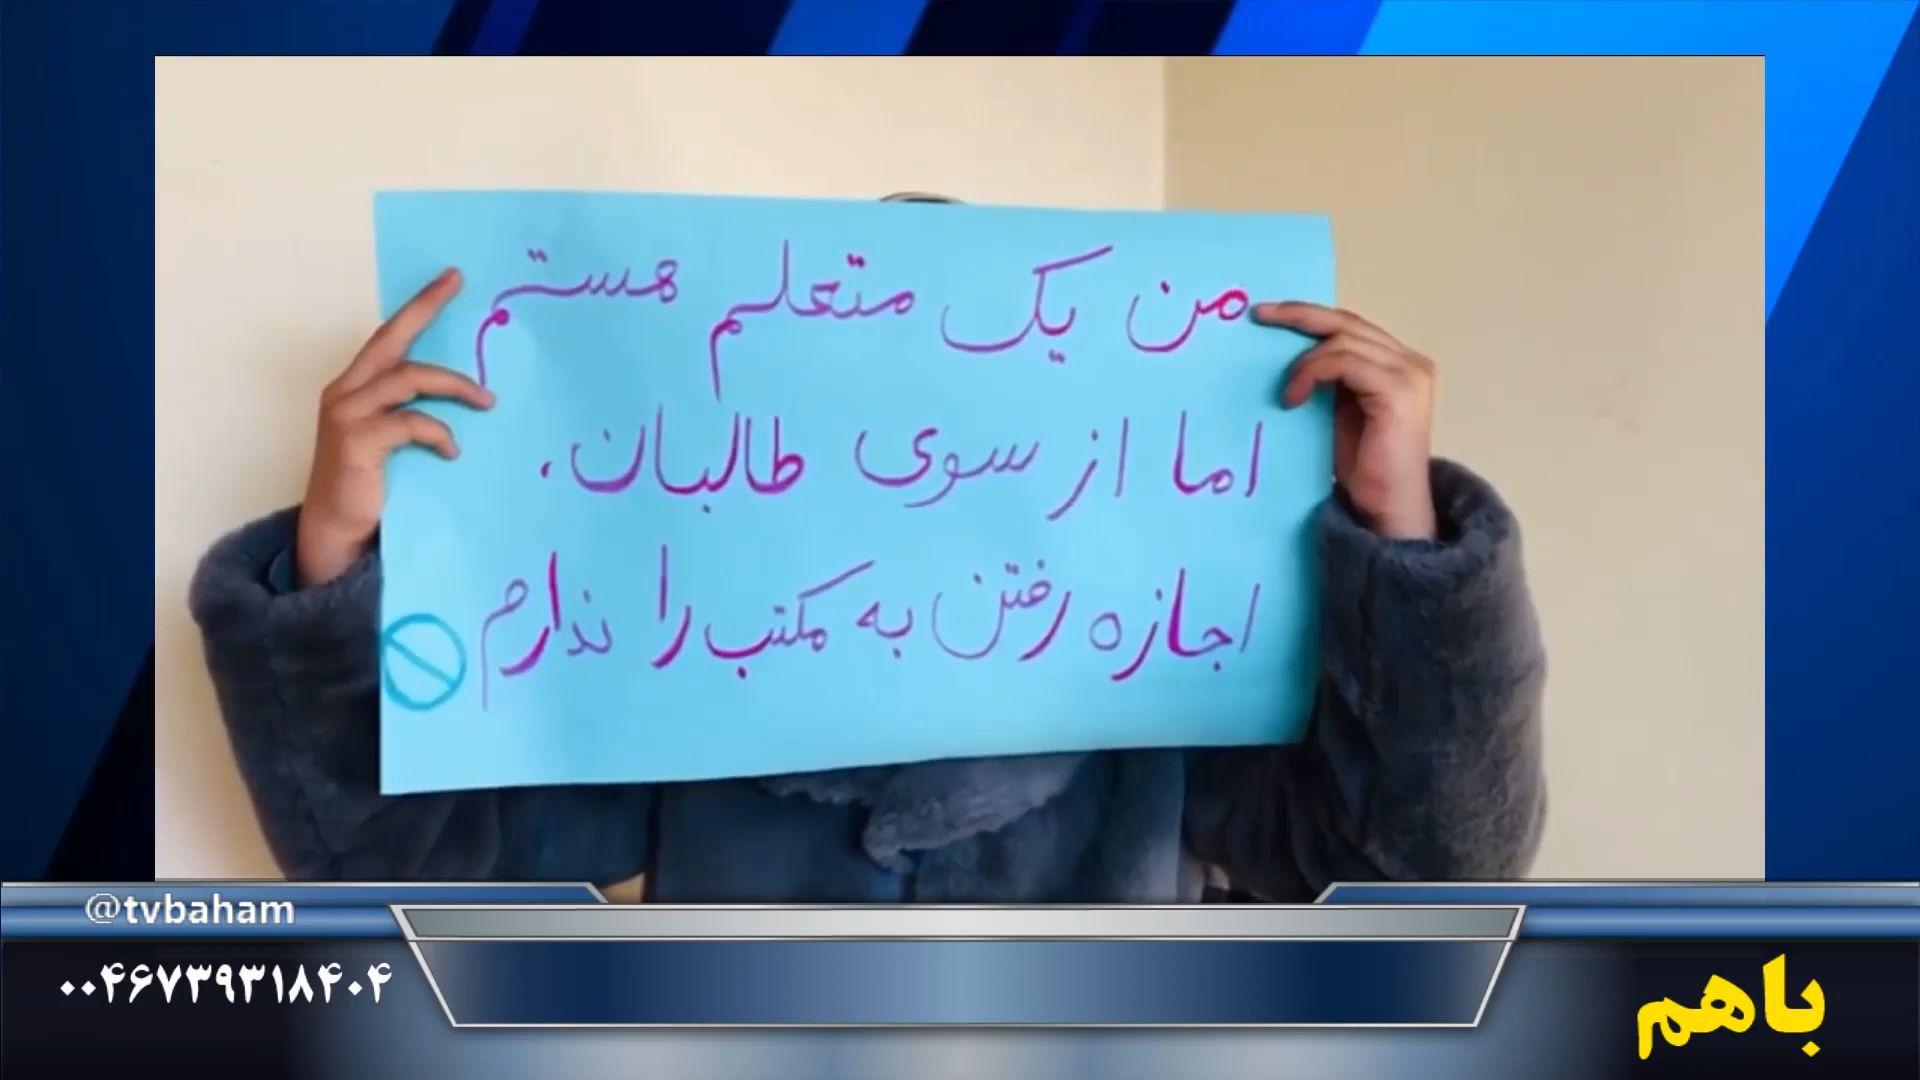 من یک متعلم هستم
اما از سوی طالبان.
اجازه رفتن به مکتب را ندارم
@tvbaham
۰۰۴۶۷۳۹۳۱۸۴۰۴
باهم